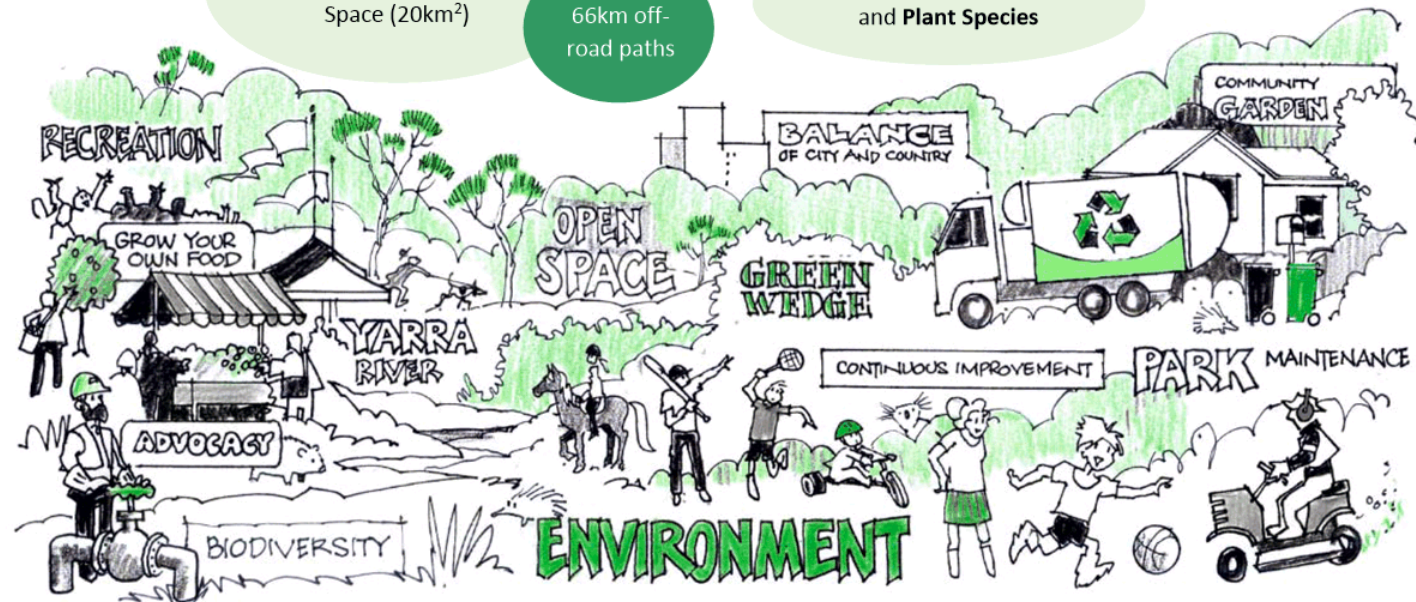 Space (20km²)
66km off-
road paths
and Plant Species
COMMUNITY
GARDEN
RECREATION
BALANCE
OF CITY AND COUNTRY
GROW YOUR
OWN FOOD
OPEN
SPACE
GREEN
WEDGE
YARRA
RIVER
CONTINUOUS IMPROVEMENT
PARK MAINTENANCE
ADVOCACY
BIODIVERSITY
ENVIRONMENT